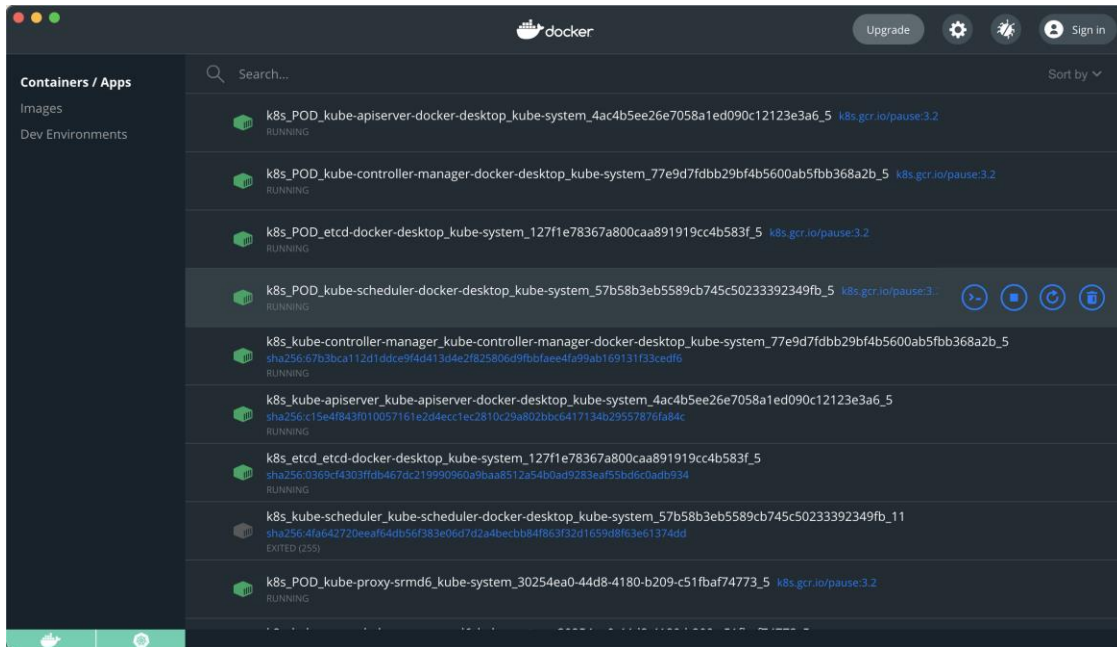 docker
Upgrade
Sign in
Containers / Apps
Images
Dev Environments
Search...
Sort by
k8s_POD_kube-apiserver-docker-desktop_kube-system_4ac4b5ee26e7058a1ed090c12123e3a6_5 k8s.gcr.io/pause:3.2
RUNNING
k8s_POD_kube-controller-manager-docker-desktop_kube-system_77e9d7fdbb29bf4b5600ab5fbb368a2b_5 k8s.gcr.io/pause:3.2
RUNNING
k8s_POD_etcd-docker-desktop_kube-system_127f1e78367a800caa891919cc4b583f_5 k8s.gcr.io/pause:3.2
RUNNING
k8s_POD_kube-scheduler-docker-desktop_kube-system_57b58b3eb5589cb745c50233392349fb_5 k8s.gcr.io/pause:3.
RUNNING
k8s_kube-controller-manager_kube-controller-manager-docker-desktop_kube-system_77e9d7fdbb29bf4b5600ab5fbb368a2b_5
sha256:67b3bca112d1ddce9f4d413d4e2f825806d9fbbfaee4fa99ab169131f33cedf6
RUNNING
k8s_kube-apiserver_kube-apiserver-docker-desktop_kube-system_4ac4b5ee26e7058a1ed090c12123e3a6_5
sha256:c15e4f843f010057161e2d4ecc1ec2810c29a802bbc6417134b29557876fa84c
RUNNING
k8s_etcd_etcd-docker-desktop_kube-system_127f1e78367a800caa891919cc4b583f_5
sha256:0369cf4303ffdb467dc219990960a9baa8512a54b0ad9283eaf55bd6c0adb934
RUNNING
k8s_kube-scheduler_kube-scheduler-docker-desktop_kube-system_57b58b3eb5589cb745c50233392349fb_11
sha256:4fa642720eeaf64db56f383e06d7d2a4becbb84f863f32d1659d8f63e61374dd
EXITED (255)
k8s_POD_kube-proxy-srmd6_kube-system_30254ea0-44d8-4180-b209-c51fbaf74773_5 k8s.gcr.io/pause:3.2
RUNNING